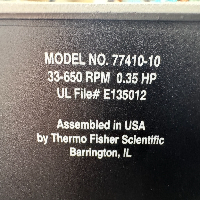 MODEL NO. 77410-10
33-650 RPM 0.35 HP
UL File# E135012
Assembled in USA
by Thermo Fisher Scientific
Barrington, IL